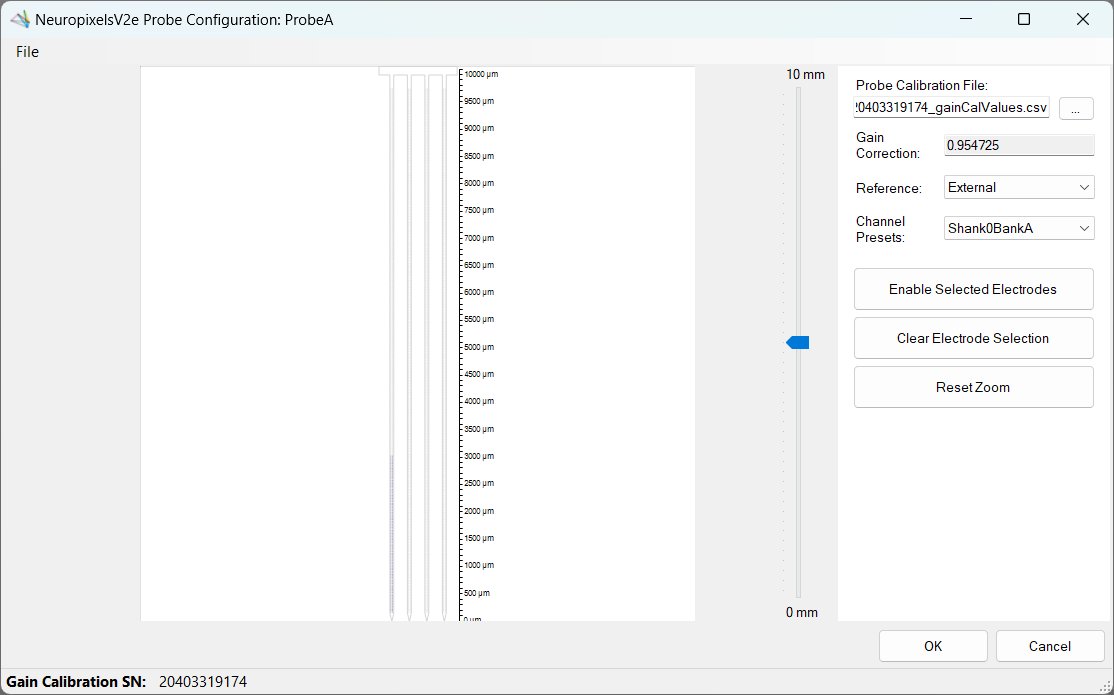 NeuropixelsV2e Probe Configuration: ProbeA
File
10000 µm
9500 µm
9000 µm
8500 µm
8000 µm
7500 µm
7000 µm
6500 µm
6000 µm
5500 µm
5000 µm
4500 µm
4000 µm
3500 µm
3000 µm
2500 µm
2000 µm
1500 µm
1000 µm
500 µm
0 µm
10 mm
0 mm
Probe Calibration File:
20403319174_gainCalValues.csv
...
Gain
Correction:
0.954725
Reference:
External
Channel
Presets:
Shank0BankA
Enable Selected Electrodes
Clear Electrode Selection
Reset Zoom
OK
Cancel
Gain Calibration SN: 20403319174